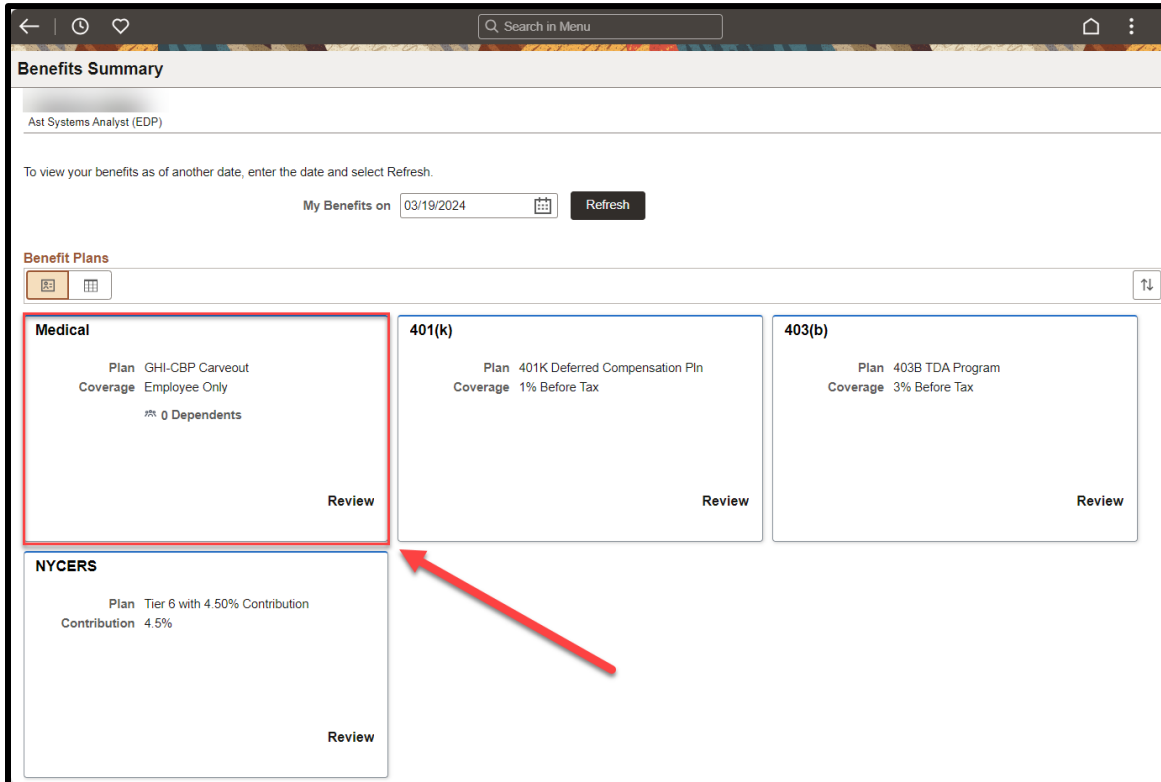 Search in Menu
Benefits Summary
Ast Systems Analyst (EDP)
To view your benefits as of another date, enter the date and select Refresh.
My Benefits on 03/19/2024 Refresh
Benefit Plans
Medical
Plan GHI-CBP Carveout
Coverage Employee Only
0 Dependents
Review
401(k)
Plan 401K Deferred Compensation Pln
Coverage 1% Before Tax
Review
403(b)
Plan 403B TDA Program
Coverage 3% Before Tax
Review
NYCERS
Plan Tier 6 with 4.50% Contribution
Contribution 4.5%
Review